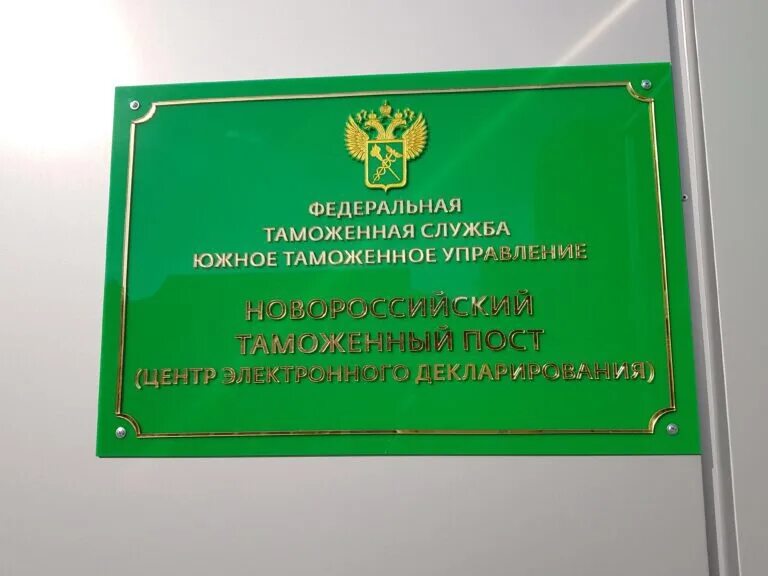 ФЕДЕРАЛЬНАЯ
ТАМОЖЕННАЯ СЛУЖБА
ЮЖНОЕ ТАМОЖЕННОЕ УПРАВЛЕНИЕ
НОВОРОССИЙСКИЙ
ТАМОЖЕННЫЙ ПОСТ
(ЦЕНТР ЭЛЕКТРОННОГО ДЕКЛАРИРОВАНИЯ)